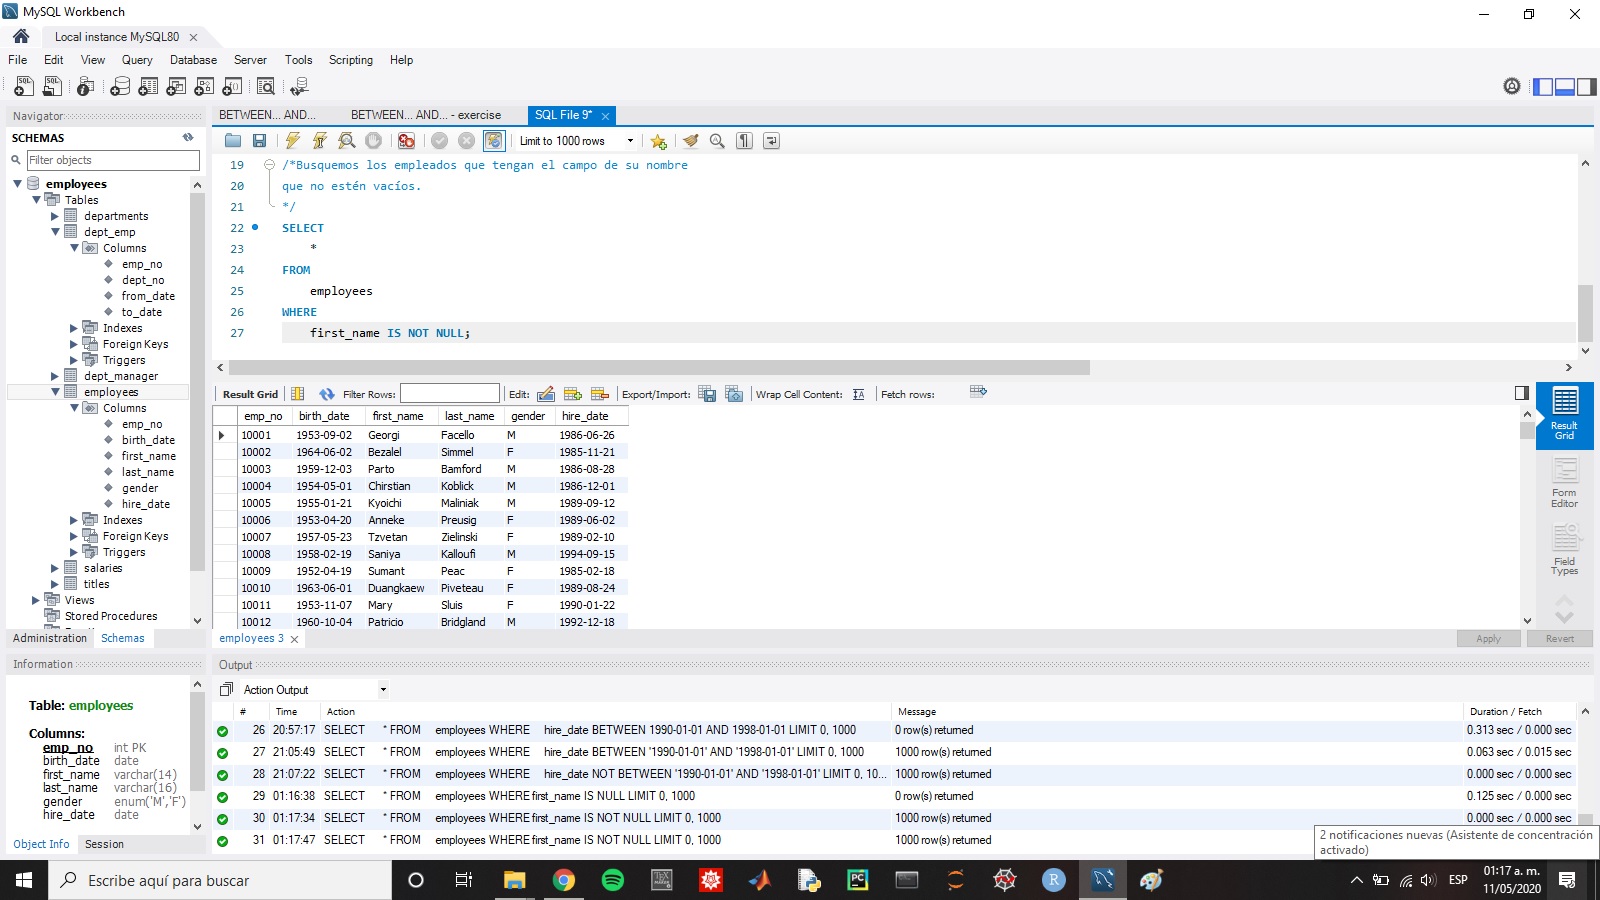 MySQL Workbench
Local instance MySQL80
File Edit View Query Database Server Tools Scripting Help
Navigator
SCHEMAS
Filter objects
employees
Tables
departments
dept_emp
Columns
emp_no
dept_no
from_date
to_date
Indexes
Foreign Keys
Triggers
dept_manager
employees
Columns
emp_no
birth_date
first_name
last_name
gender
hire_date
Indexes
Foreign Keys
Triggers
salaries
titles
Views
Stored Procedures
Administration Schemas
Information
Table: employees
Columns:
emp_no int PK
birth_date date
first_name varchar(14)
last_name varchar(16)
gender enum('M','F')
hire_date date
Object Info Session
BETWEEN... AND... BETWEEN... AND... - exercise SQL File 9*
Limit to 1000 rows
19 /*Busquemos los empleados que tengan el campo de su nombre
20 que no estén vacíos.
21 */
22 SELECT
23 *
24 FROM
25 employees
26 WHERE
27 first_name IS NOT NULL;
Result Grid Filter Rows: Edit: Export/Import: Wrap Cell Content: Fetch rows:
emp_no birth_date first_name last_name gender hire_date
10001 1953-09-02 Georgi Facello M 1986-06-26
10002 1964-06-02 Bezalel Simmel F 1985-11-21
10003 1959-12-03 Parto Bamford M 1986-08-28
10004 1954-05-01 Chirstian Koblick M 1986-12-01
10005 1955-01-21 Kyoichi Maliniak M 1989-09-12
10006 1953-04-20 Anneke Preusig F 1989-06-02
10007 1957-05-23 Tzvetan Zielinski F 1989-02-10
10008 1958-02-19 Saniya Kalloufi M 1994-09-15
10009 1952-04-19 Sumant Peac F 1985-02-18
10010 1963-06-01 Duangkaew Piveteau F 1989-08-24
10011 1953-11-07 Mary Sluis F 1990-01-22
10012 1960-10-04 Patricio Bridgland M 1992-12-18
Result
Grid
Form
Editor
Field
Types
employees 3 Apply Revert
Output
Action Output
# Time Action Message Duration / Fetch
26 20:57:17 SELECT * FROM employees WHERE hire_date BETWEEN 1990-01-01 AND 1998-01-01 LIMIT 0, 1000 0 row(s) returned 0.313 sec / 0.000 sec
27 21:05:49 SELECT * FROM employees WHERE hire_date BETWEEN '1990-01-01' AND '1998-01-01' LIMIT 0, 1000 1000 row(s) returned 0.063 sec / 0.015 sec
28 21:07:22 SELECT * FROM employees WHERE hire_date NOT BETWEEN '1990-01-01' AND '1998-01-01' LIMIT 0, 10... 1000 row(s) returned 0.000 sec / 0.000 sec
29 01:16:38 SELECT * FROM employees WHERE first_name IS NULL LIMIT 0, 1000 0 row(s) returned 0.125 sec / 0.000 sec
30 01:17:34 SELECT * FROM employees WHERE first_name IS NOT NULL LIMIT 0, 1000 1000 row(s) returned 0.000 sec / 0.000 sec
31 01:17:47 SELECT * FROM employees WHERE first_name IS NOT NULL LIMIT 0, 1000 1000 row(s) returned
2 notificaciones nuevas (Asistente de concentración
activado)
Escribe aquí para buscar
ESP
01:17 a. m.
11/05/2020